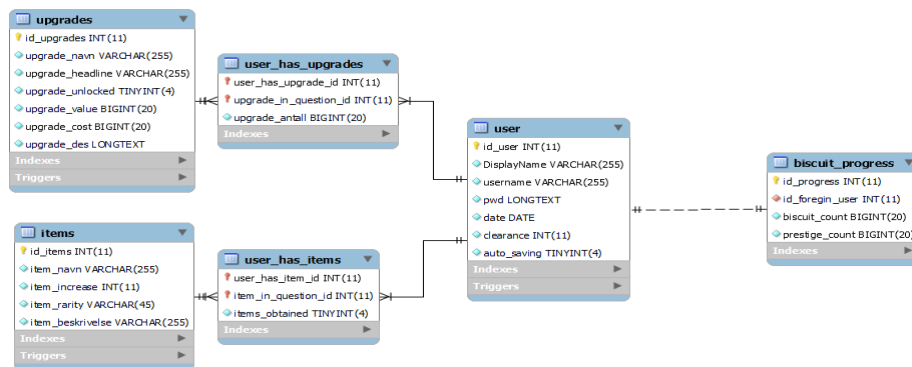 upgrades
id_upgrades INT(11)
upgrade_navn VARCHAR(255)
upgrade_headline VARCHAR(255)
upgrade_unlocked TINYINT(4)
upgrade_value BIGINT(20)
upgrade_cost BIGINT(20)
upgrade_des LONGTEXT
Indexes
Triggers
user_has_upgrades
user_has_upgrade_id INT(11)
upgrade_in_question_id INT(11)
upgrade_antall BIGINT(20)
Indexes
items
id_items INT(11)
item_navn VARCHAR(255)
item_increase INT(11)
item_rarity VARCHAR(45)
item_beskrivelse VARCHAR(255)
Indexes
Triggers
user_has_items
user_has_item_id INT(11)
item_in_question_id INT(11)
items_obtained TINYINT(4)
Indexes
user
id_user INT(11)
DisplayName VARCHAR(255)
username VARCHAR(255)
pwd LONGTEXT
date DATE
clearance INT(11)
auto_saving TINYINT(4)
Indexes
Triggers
biscuit_progress
id_progress INT(11)
id_foregin_user INT(11)
biscuit_count BIGINT(20)
prestige_count BIGINT(20)
Indexes